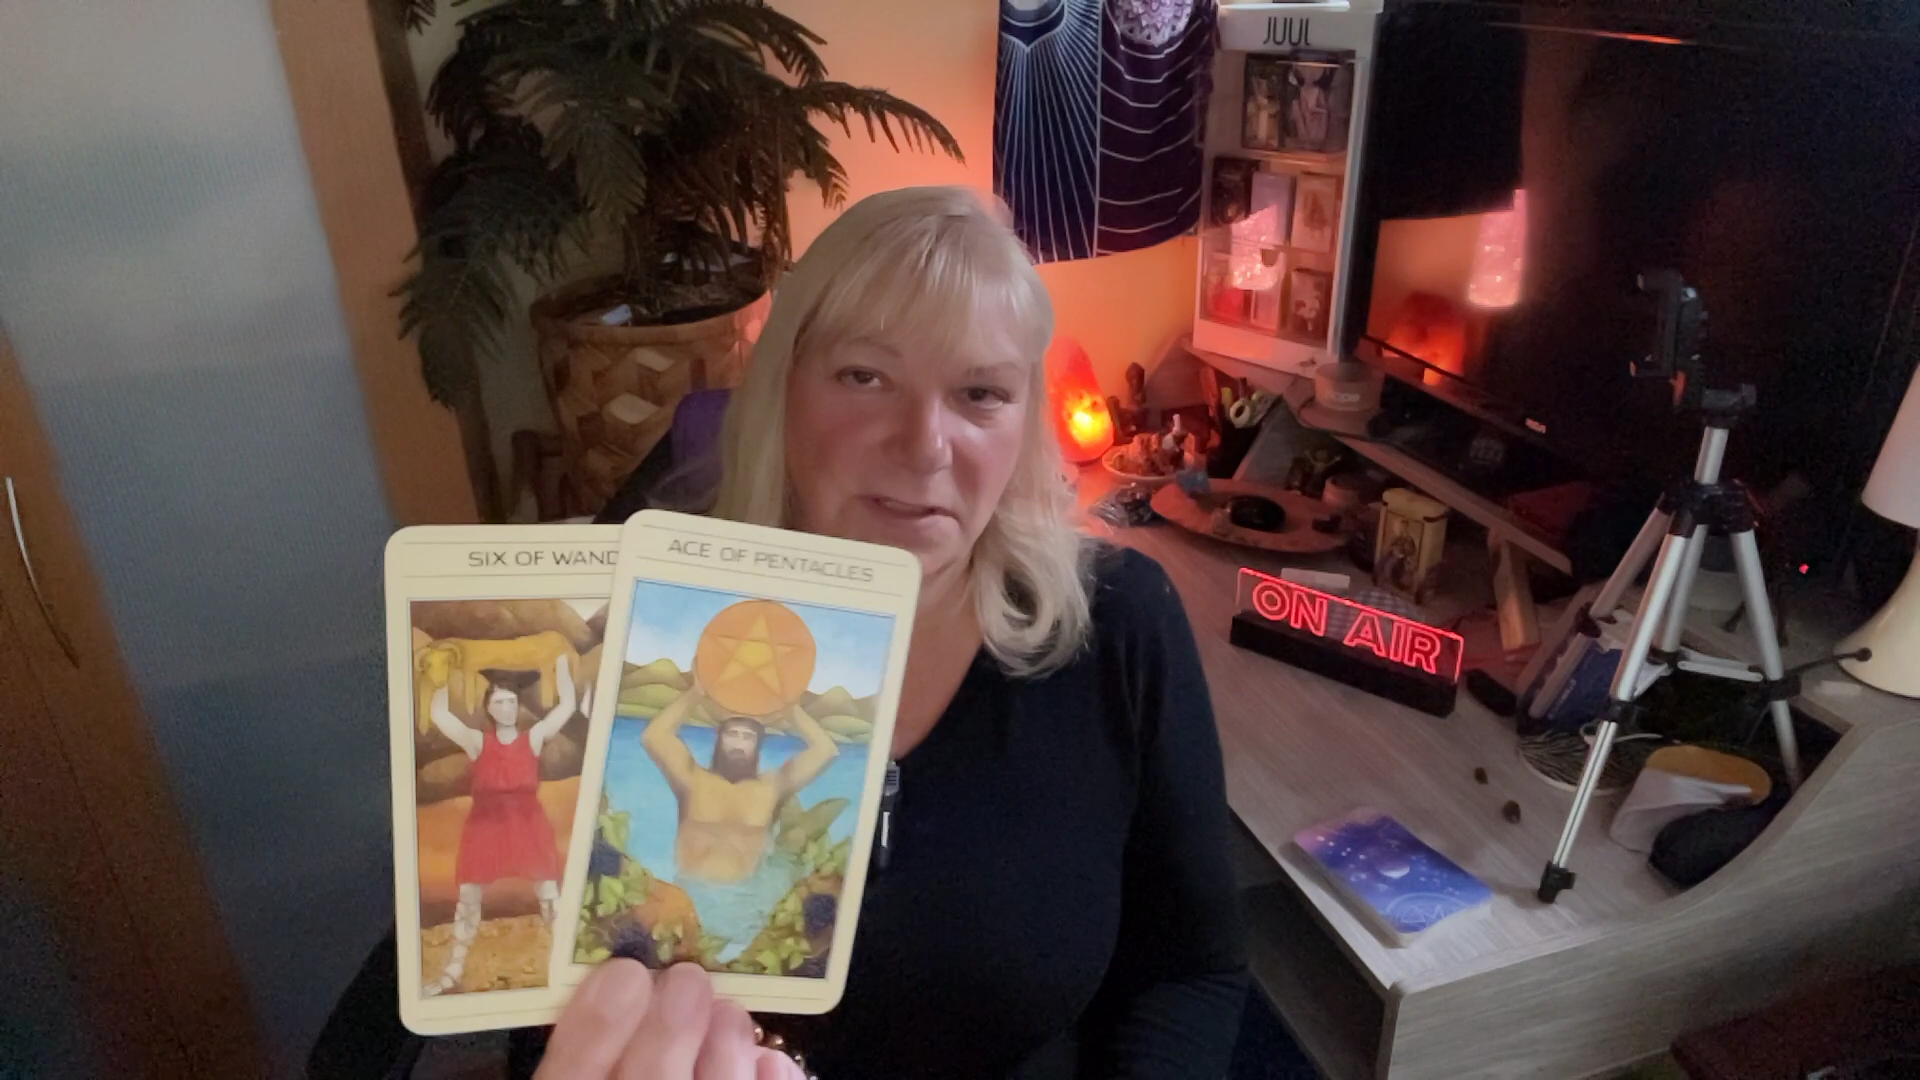 JUUL
SIX OF WAND
ACE OF PENTACLES
ON AIR